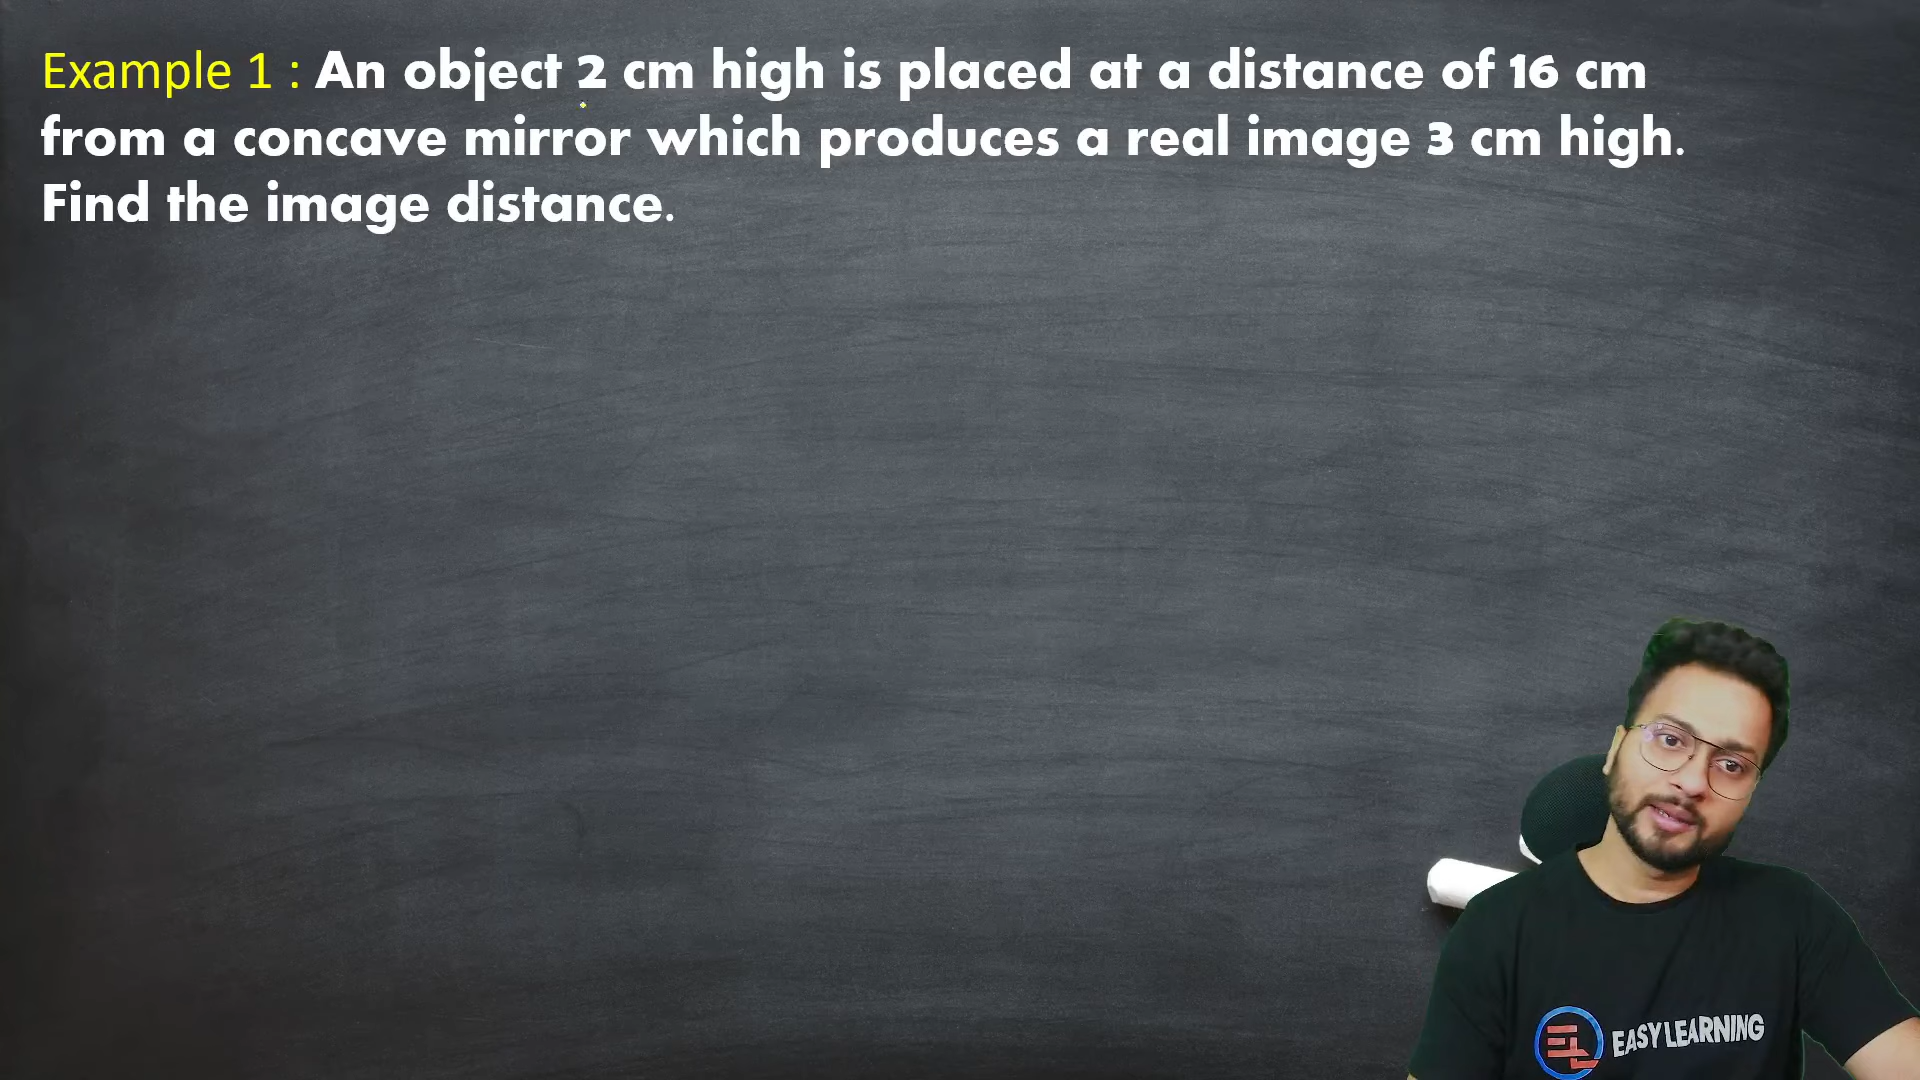 Example 1 : An object 2 cm high is placed at a distance of 16 cm
from a concave mirror which produces a real image 3 cm high.
Find the image distance.
EL EASY LEARNING